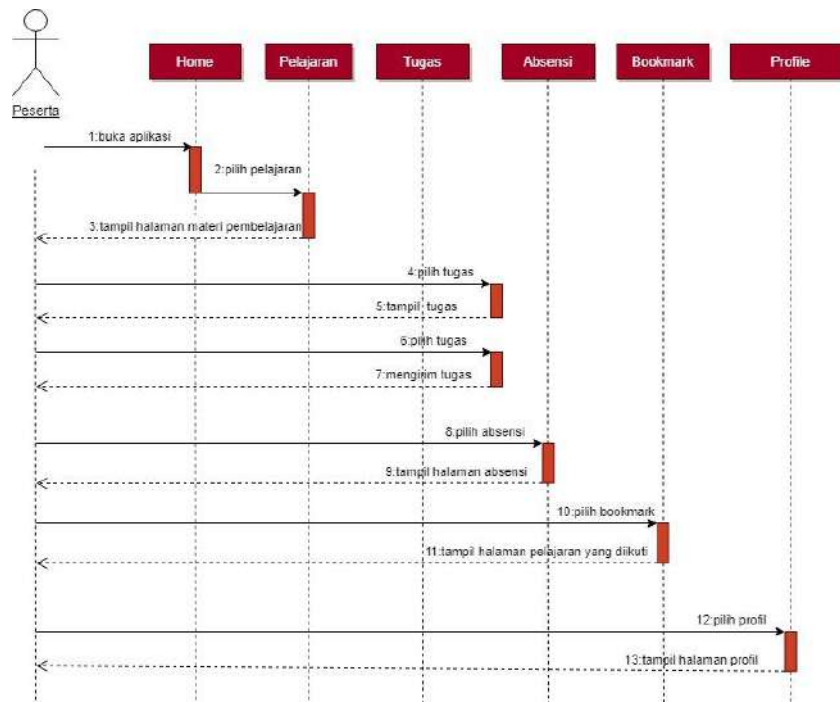 Home
Pelajaran
Tugas
Absensi
Bookmark
Profile
Peserta
1:buka aplikasi
2:pilih pelajaran
3:tampil halaman materi pembelajaran
4:pilih tugas
5:tampil tugas
6:pilih tugas
7:mengirim tugas
8:pilih absensi
9:tampil halaman absensi
10:pilih bookmark
11:tampil halaman pelajaran yang diikuti
12:pilih profil
13:tampil halaman profil